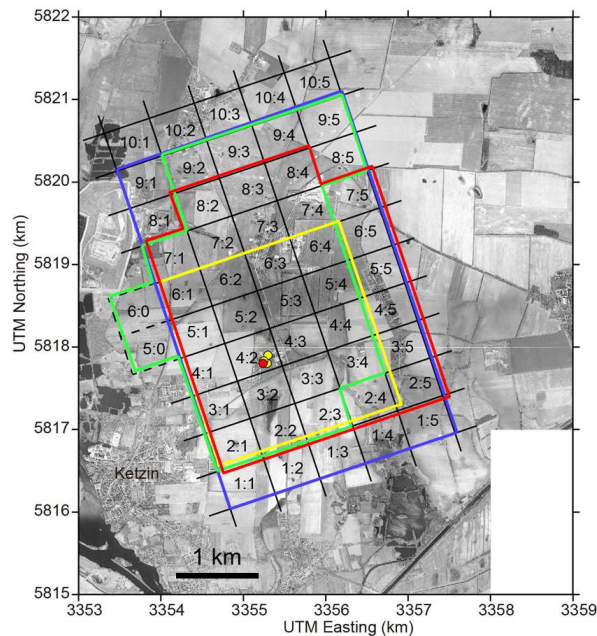 5822
5821
5820
5819
5818
5817
5816
5815
UTM Northing (km)
10:1 10:2 10:3 10:4 10:5
9:1 9:2 9:3 9:4 9:5
8:1 8:2 8:3 8:4 8:5
7:1 7:2 7:3 7:4 7:5
6:0 6:1 6:2 6:3 6:4 6:5
5:0 5:1 5:2 5:3 5:4 5:5
4:1 4:2 4:3 4:4 4:5
3:1 3:2 3:3 3:4 3:5
2:1 2:2 2:3 2:4 2:5
1:1 1:2 1:3 1:4 1:5
Ketzin
1 km
3353 3354 3355 3356 3357 3358 3359
UTM Easting (km)